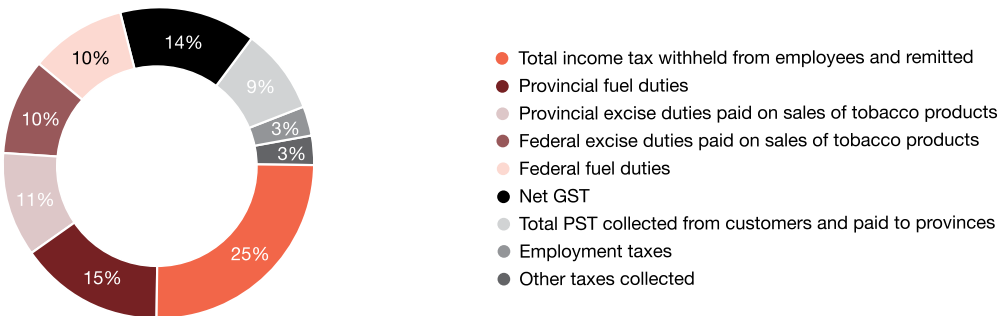 14%
10%
9%
10%
3%
3%
11%
25%
15%
Total income tax withheld from employees and remitted
Provincial fuel duties
Provincial excise duties paid on sales of tobacco products
Federal excise duties paid on sales of tobacco products
Federal fuel duties
Net GST
Total PST collected from customers and paid to provinces
Employment taxes
Other taxes collected